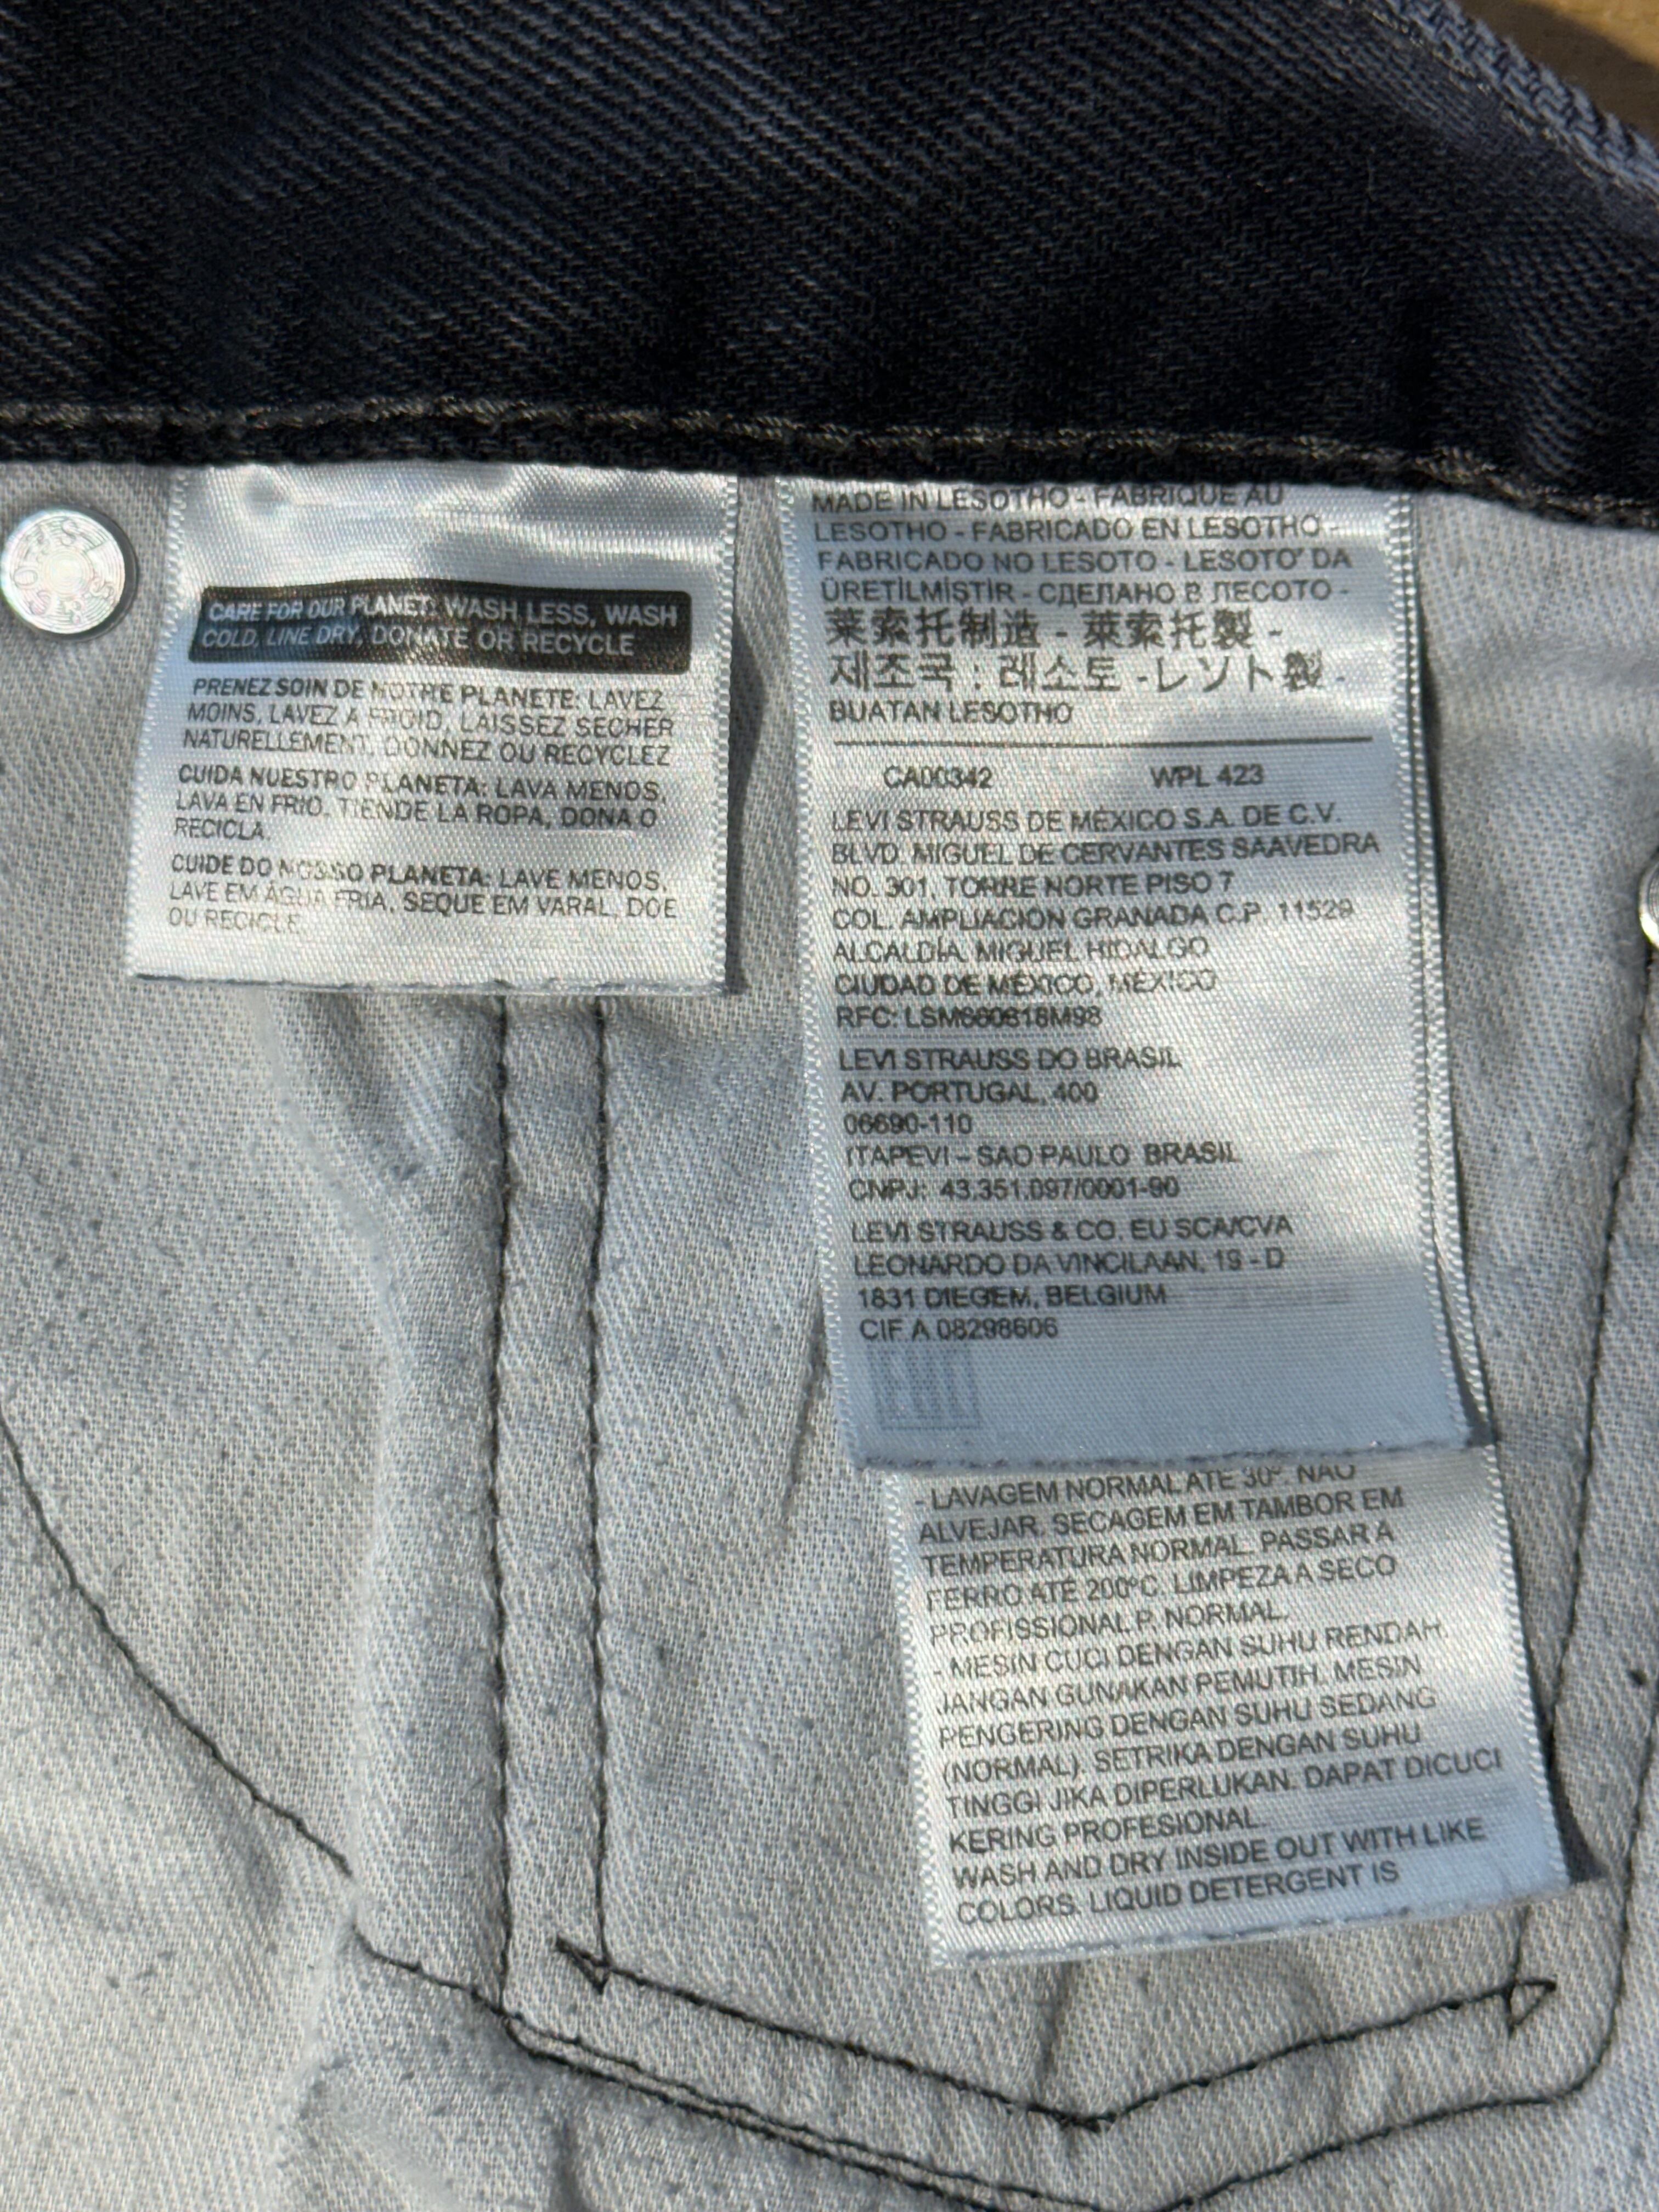 CARE FOR OUR PLANET: WASH LESS, WASH
COLD, LINE DRY, DONATE OR RECYCLE
PRENEZ SOIN DE NOTRE PLANETE: LAVEZ
MOINS, LAVEZ A FROID, LAISSEZ SECHER
NATURELLEMENT, DONNEZ OU RECYCLEZ
CUIDA NUESTRO PLANETA: LAVA MENOS,
LAVA EN FRIO, TIENDE LA ROPA, DONA O
RECICLA.
CUIDE DO NOSSO PLANETA: LAVE MENOS,
LAVE EM ÁGUA FRIA, SEQUE EM VARAL, DOE
OU RECICLE.
MADE IN LESOTHO - FABRIQUE AU
LESOTHO - FABRICADO EN LESOTHO -
FABRICADO NO LESOTO - LESOTO' DA
ÜRETİLMİŞTİR - СДЕЛАНО В ЛЕСОТО -
莱索托制造 - 萊索托製 -
제조국 : 레소토 -レソト製 -
BUATAN LESOTHO
CA00342 WPL 423
LEVI STRAUSS DE MÉXICO S.A. DE C.V.
BLVD. MIGUEL DE CERVANTES SAAVEDRA
NO. 301, TORRE NORTE PISO 7
COL. AMPLIACION GRANADA C.P. 11529
ALCALDÍA. MIGUEL HIDALGO
CIUDAD DE MÉXICO, MÉXICO
RFC: LSM660618M98
LEVI STRAUSS DO BRASIL
AV. PORTUGAL, 400
06690-110
ITAPEVI – SAO PAULO BRASIL
CNPJ: 43.351.097/0001-90
LEVI STRAUSS & CO. EU SCA/CVA
LEONARDO DA VINCILAAN, 19 - D
1831 DIEGEM, BELGIUM
CIF A 08298606
- LAVAGEM NORMAL ATÉ 30º. NÃO
ALVEJAR. SECAGEM EM TAMBOR EM
TEMPERATURA NORMAL. PASSAR A
FERRO ATÉ 200ºC. LIMPEZA A SECO
PROFISSIONAL P. NORMAL.
- MESIN CUCI DENGAN SUHU RENDAH.
JANGAN GUNAKAN PEMUTIH. MESIN
PENGERING DENGAN SUHU SEDANG
(NORMAL). SETRIKA DENGAN SUHU
TINGGI JIKA DIPERLUKAN. DAPAT DICUCI
KERING PROFESIONAL.
WASH AND DRY INSIDE OUT WITH LIKE
COLORS. LIQUID DETERGENT IS